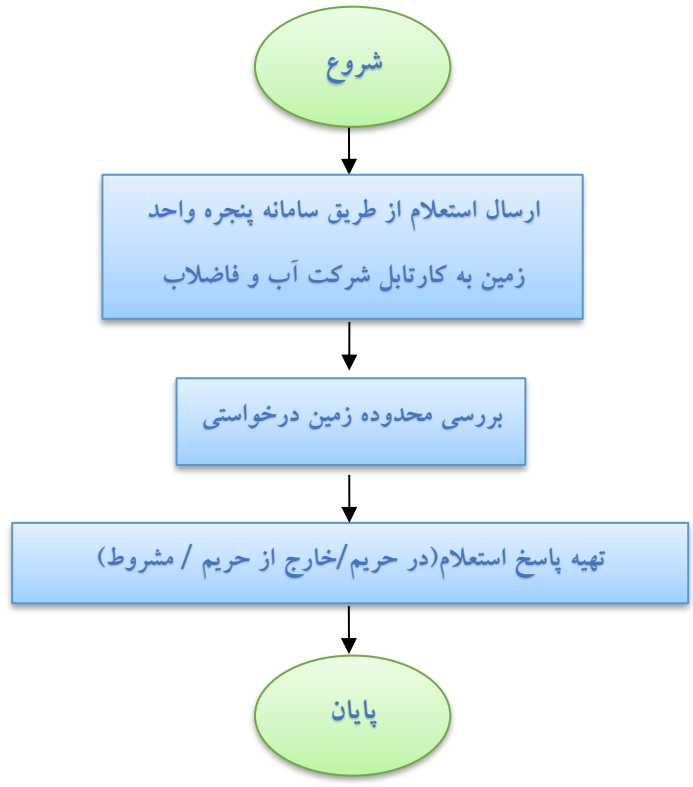 شروع
ارسال استعلام از طریق سامانه پنجره واحد
زمین به کارتابل شرکت آب و فاضلاب
بررسی محدوده زمین درخواستی
تهیه پاسخ استعلام(در حریم/خارج از حریم / مشروط)
پایان